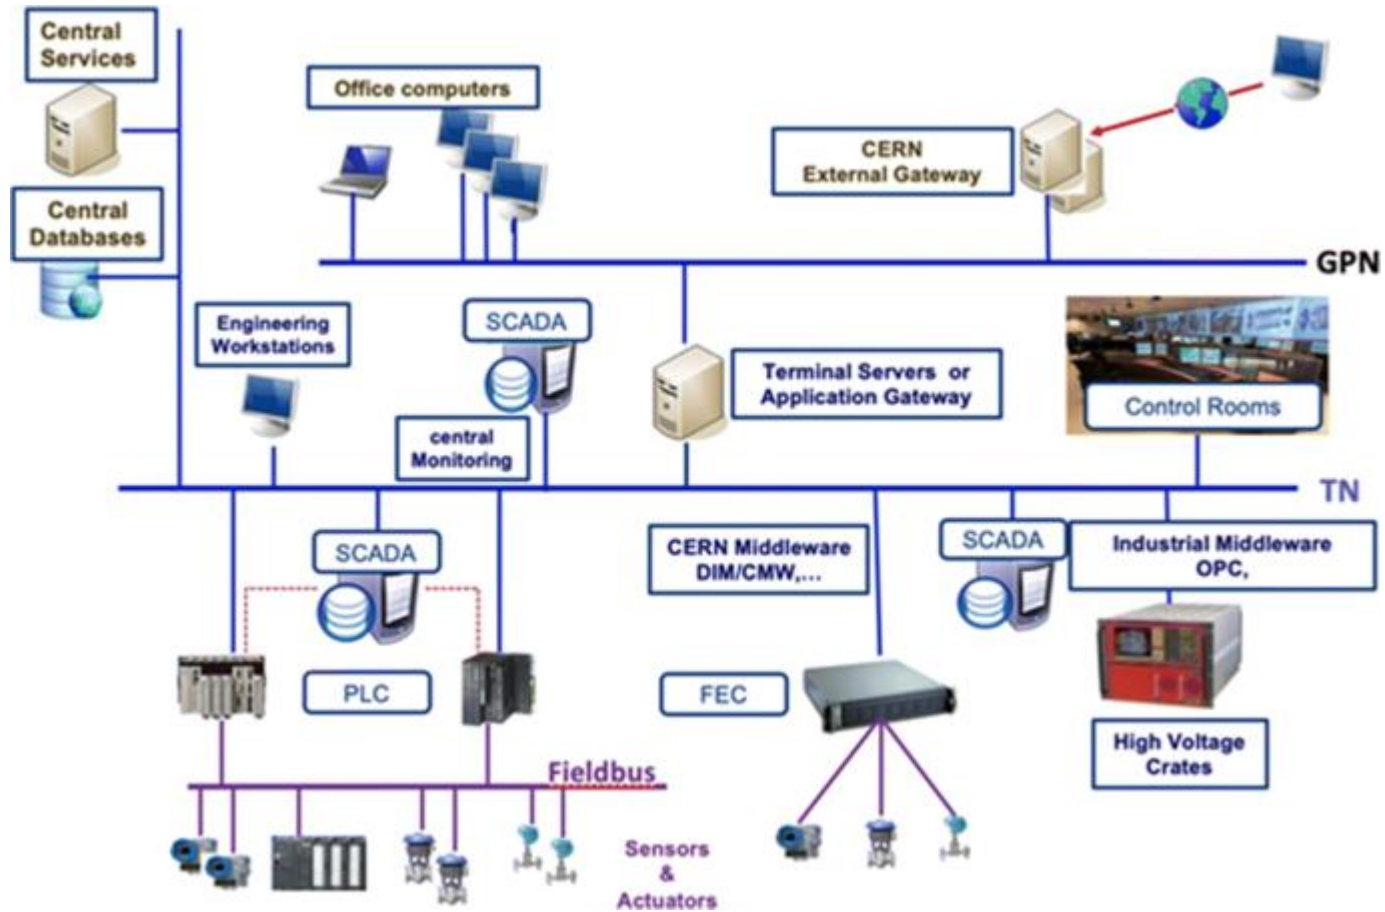 Central
Services
Office computers
CERN
External Gateway
Central
Databases
GPN
Engineering
Workstations
SCADA
Terminal Servers or
Application Gateway
Control Rooms
central
Monitoring
TN
SCADA
CERN Middleware
DIM/CMW,...
SCADA
Industrial Middleware
OPC,
PLC
FEC
High Voltage
Crates
Fieldbus
Sensors
&
Actuators